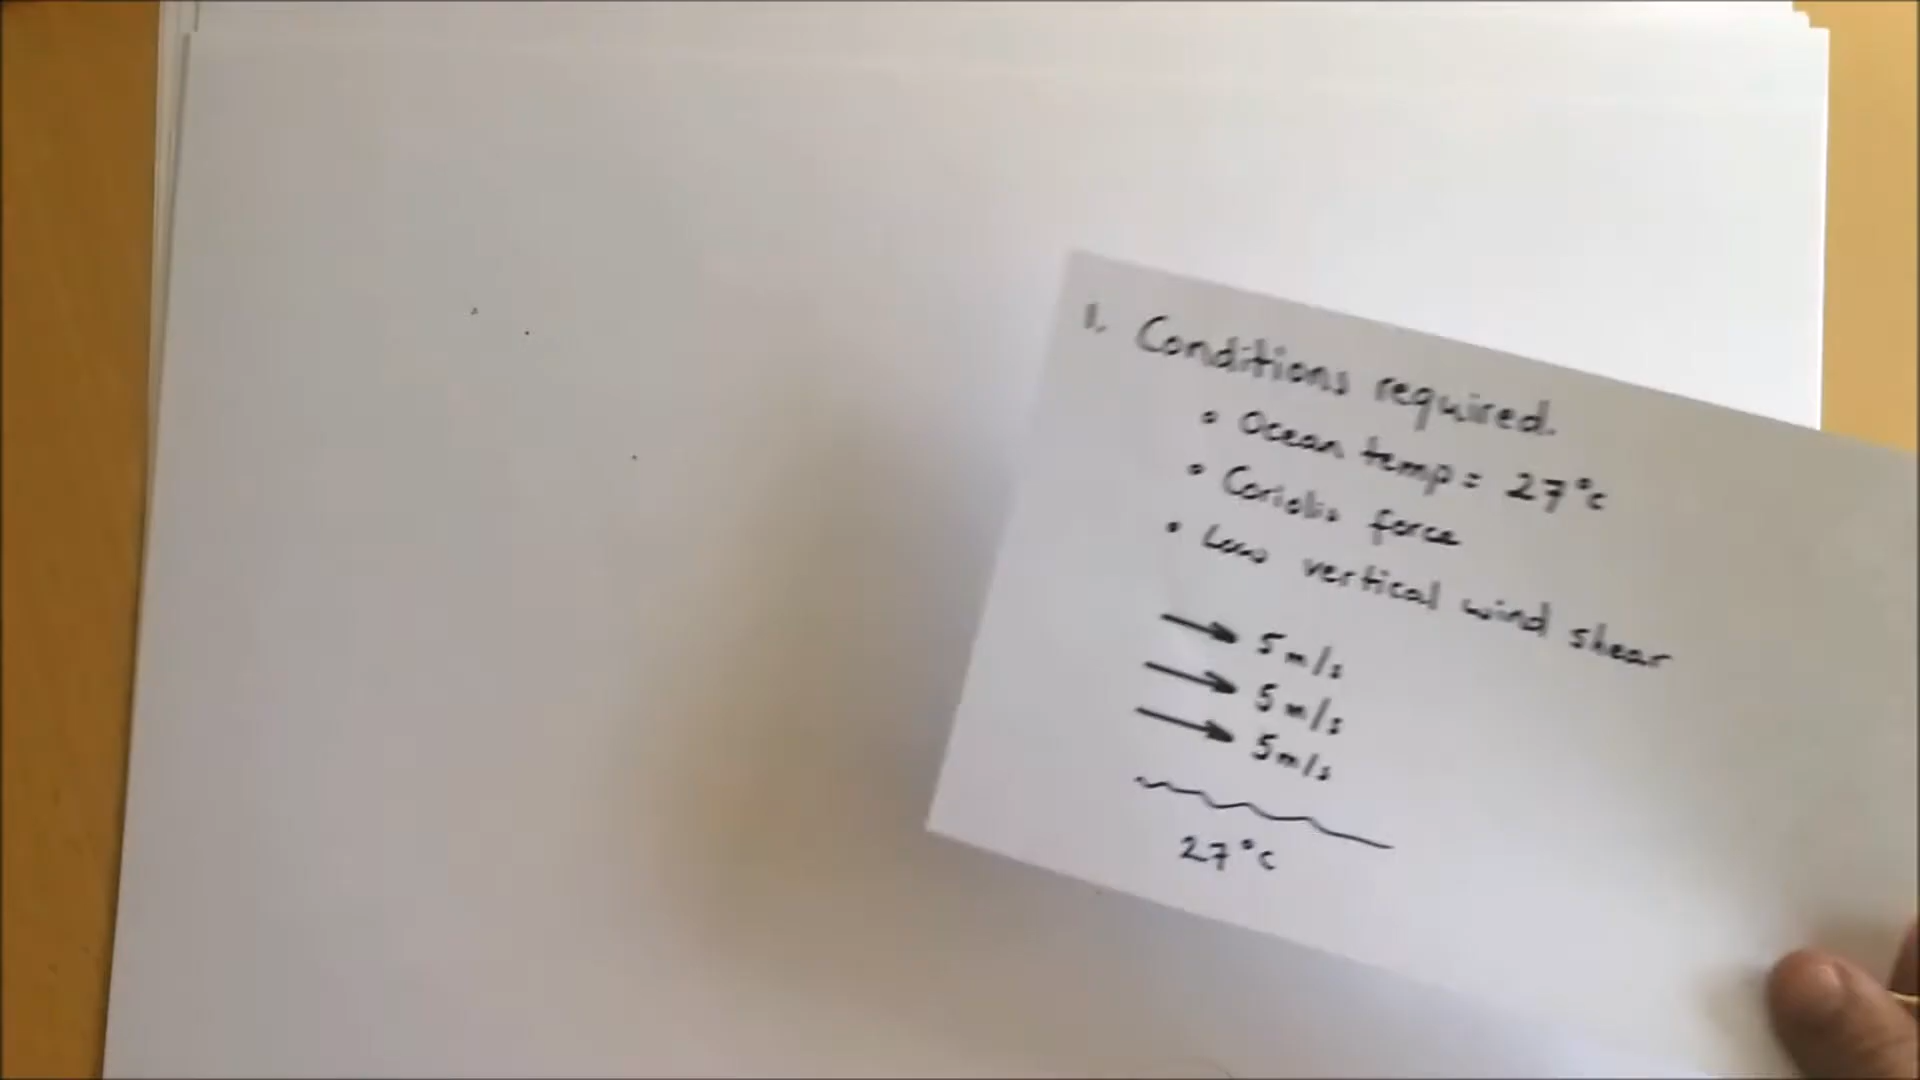 1. Conditions required.
• Ocean temp = 27°c
• Coriolis force
• Low vertical wind shear
5 m/s
5 m/s
5 m/s
27°c